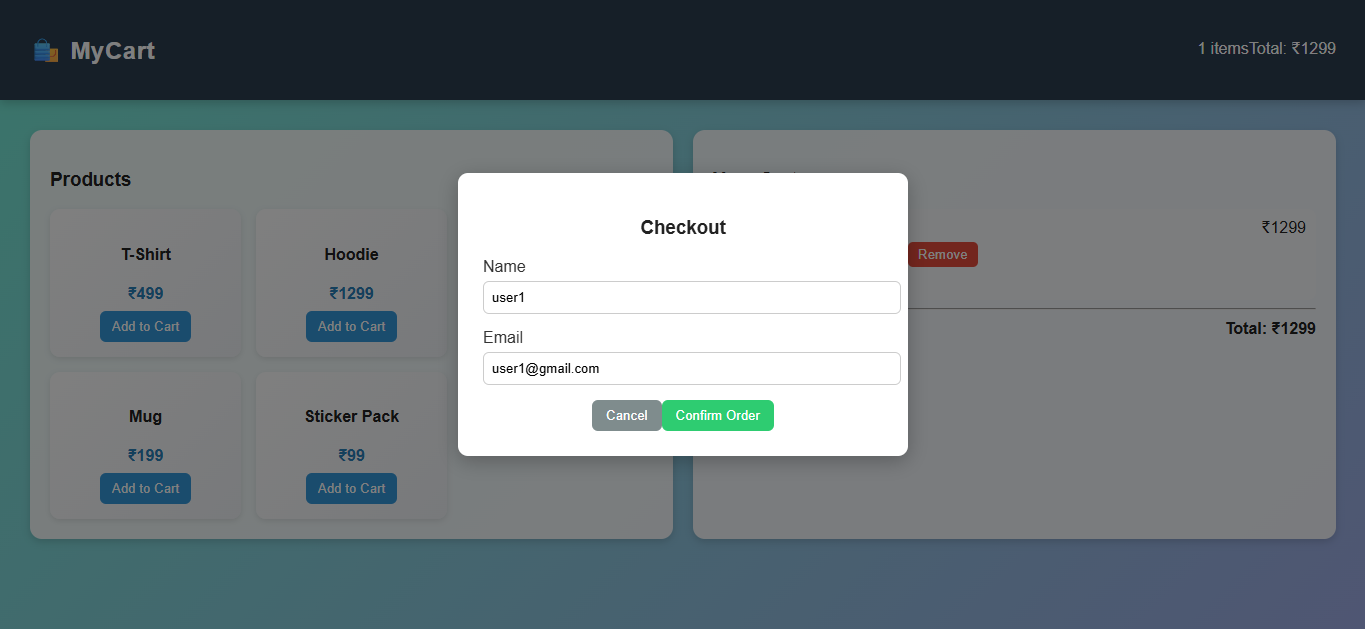 MyCart
1 itemsTotal: ₹1299
Products
T-Shirt
₹499
Add to Cart
Hoodie
₹1299
Add to Cart
Mug
₹199
Add to Cart
Sticker Pack
₹99
Add to Cart
Checkout
Name
user1
Email
user1@gmail.com
Cancel
Confirm Order
₹1299
Remove
Total: ₹1299